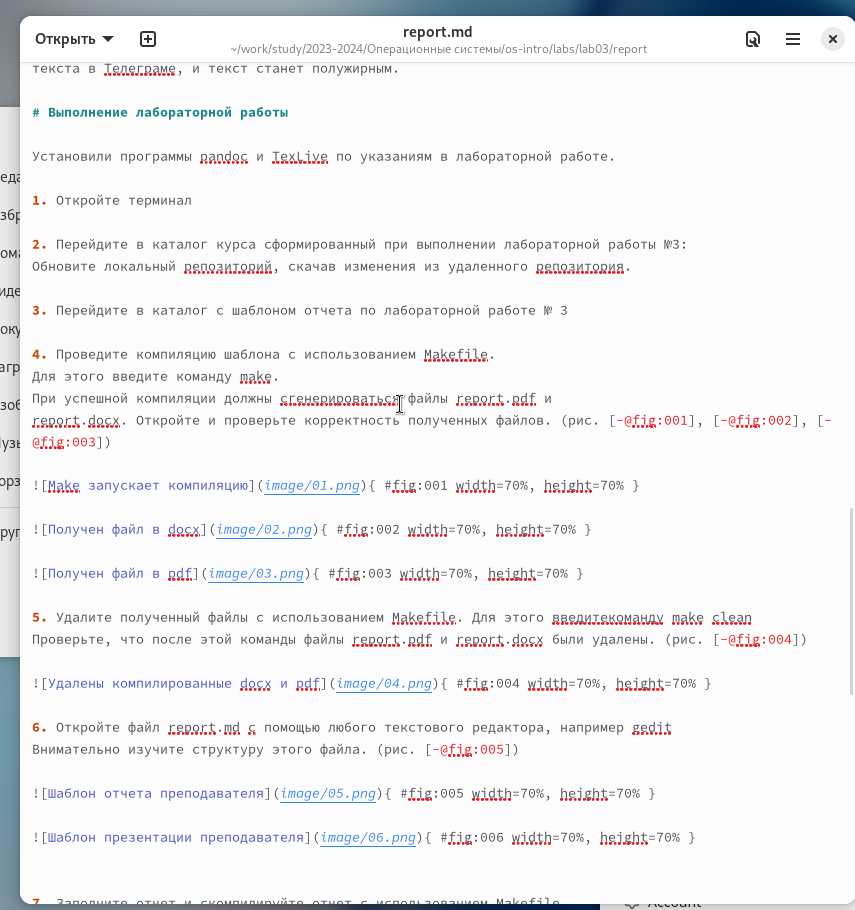 Открыть
report.md
~/work/study/2023-2024/Операционные системы/os-intro/labs/lab03/report
текста в Телеграме, и текст станет полужирным.
# Выполнение лабораторной работы
Установили программы pandoc и TexLive по указаниям в лабораторной работе.
1. Откройте терминал
2. Перейдите в каталог курса сформированный при выполнении лабораторной работы №3:
Обновите локальный репозиторий, скачав изменения из удаленного репозитория.
3. Перейдите в каталог с шаблоном отчета по лабораторной работе № 3
4. Проведите компиляцию шаблона с использованием Makefile.
Для этого введите команду make.
При успешной компиляции должны сгенерироваться файлы report.pdf и
report.docx. Откройте и проверьте корректность полученных файлов. (рис. [-@fig:001], [-@fig:002], [-
@fig:003])
![Make запускает компиляцию](image/01.png){ #fig:001 width=70%, height=70% }
![Получен файл в docx](image/02.png){ #fig:002 width=70%, height=70% }
![Получен файл в pdf](image/03.png){ #fig:003 width=70%, height=70% }
5. Удалите полученный файлы с использованием Makefile. Для этого введитекоманду make clean
Проверьте, что после этой команды файлы report.pdf и report.docx были удалены. (рис. [-@fig:004])
![Удалены компилированные docx и pdf](image/04.png){ #fig:004 width=70%, height=70% }
6. Откройте файл report.md c помощью любого текстового редактора, например gedit
Внимательно изучите структуру этого файла. (рис. [-@fig:005])
![Шаблон отчета преподавателя](image/05.png){ #fig:005 width=70%, height=70% }
![Шаблон презентации преподавателя](image/06.png){ #fig:006 width=70%, height=70% }
7. Заполните отчет и скомпилируйте отчет с использованием Makefile.
Account